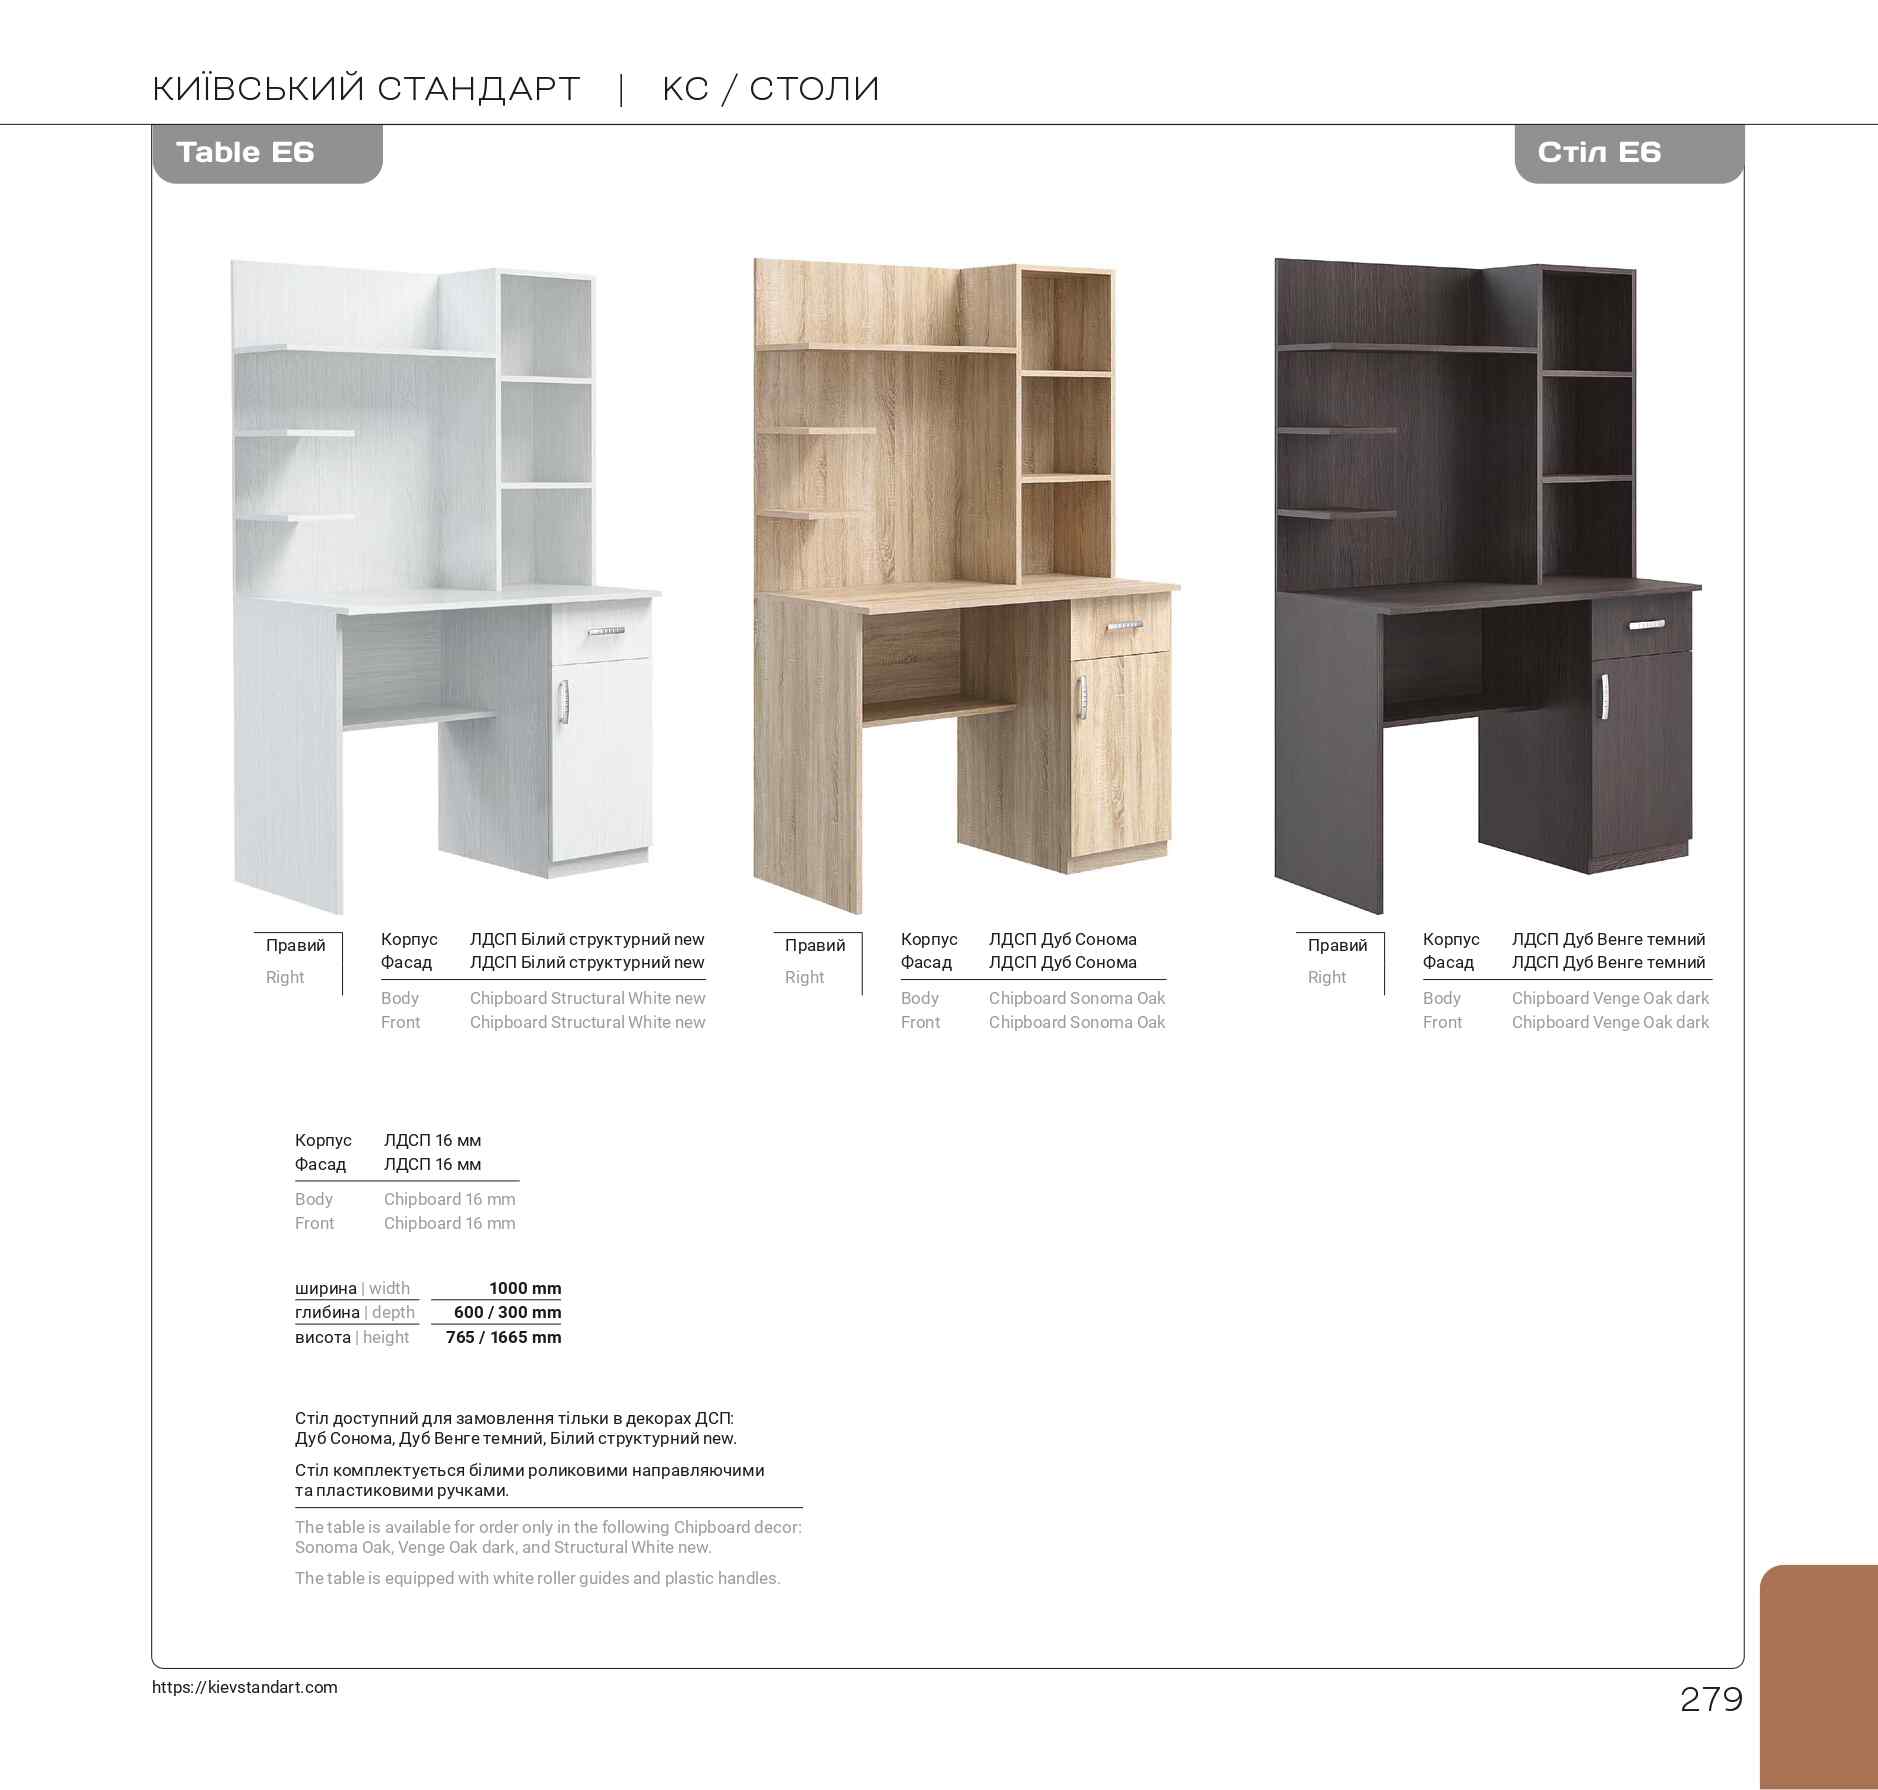 КИЇВСЬКИЙ СТАНДАРТ | КС / СТОЛИ
Table E6
Стіл Е6
Правий
Right
Корпус ЛДСП Білий структурний new
Фасад ЛДСП Білий структурний new
Body Chipboard Structural White new
Front Chipboard Structural White new
Правий
Right
Корпус ЛДСП Дуб Сонома
Фасад ЛДСП Дуб Сонома
Body Chipboard Sonoma Oak
Front Chipboard Sonoma Oak
Правий
Right
Корпус ЛДСП Дуб Венге темний
Фасад ЛДСП Дуб Венге темний
Body Chipboard Venge Oak dark
Front Chipboard Venge Oak dark
Корпус ЛДСП 16 мм
Фасад ЛДСП 16 мм
Body Chipboard 16 mm
Front Chipboard 16 mm
ширина | width 1000 mm
глибина | depth 600 / 300 mm
висота | height 765 / 1665 mm
Стіл доступний для замовлення тільки в декорах ДСП:
Дуб Сонома, Дуб Венге темний, Білий структурний new.
Стіл комплектується білими роликовими направляючими
та пластиковими ручками.
The table is available for order only in the following Chipboard decor:
Sonoma Oak, Venge Oak dark, and Structural White new.
The table is equipped with white roller guides and plastic handles.
https://kievstandart.com
279